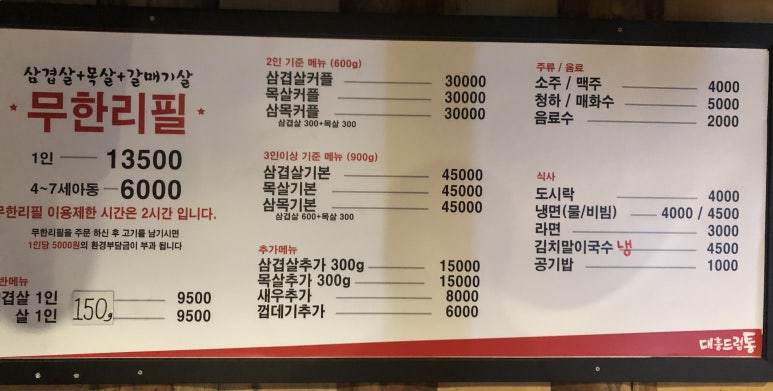 삼겹살+목살+갈매기살
무한리필
1인 13500
4~7세아동 6000
무한리필 이용제한 시간은 2시간 입니다.
무한리필을 주문 하신 후 고기를 남기시면
1인당 5000원의 환경부담금이 부과 됩니다
반메뉴
겹살 1인 150g 9500
살 1인 9500
2인 기준 메뉴 (600g)
삼겹살커플 30000
목살커플 30000
삼목커플 30000
삼겹살 300+목살 300
3인이상 기준 메뉴 (900g)
삼겹살기본 45000
목살기본 45000
삼목기본 45000
삼겹살 600+목살 300
추가메뉴
삼겹살추가 300g 15000
목살추가 300g 15000
새우추가 8000
껍데기추가 6000
주류 / 음료
소주 / 맥주 4000
청하 / 매화수 5000
음료수 2000
식사
도시락 4000
냉면(물/비빔) 4000 / 4500
라면 3000
김치말이국수 냉 4500
공기밥 1000
대흥드럼통